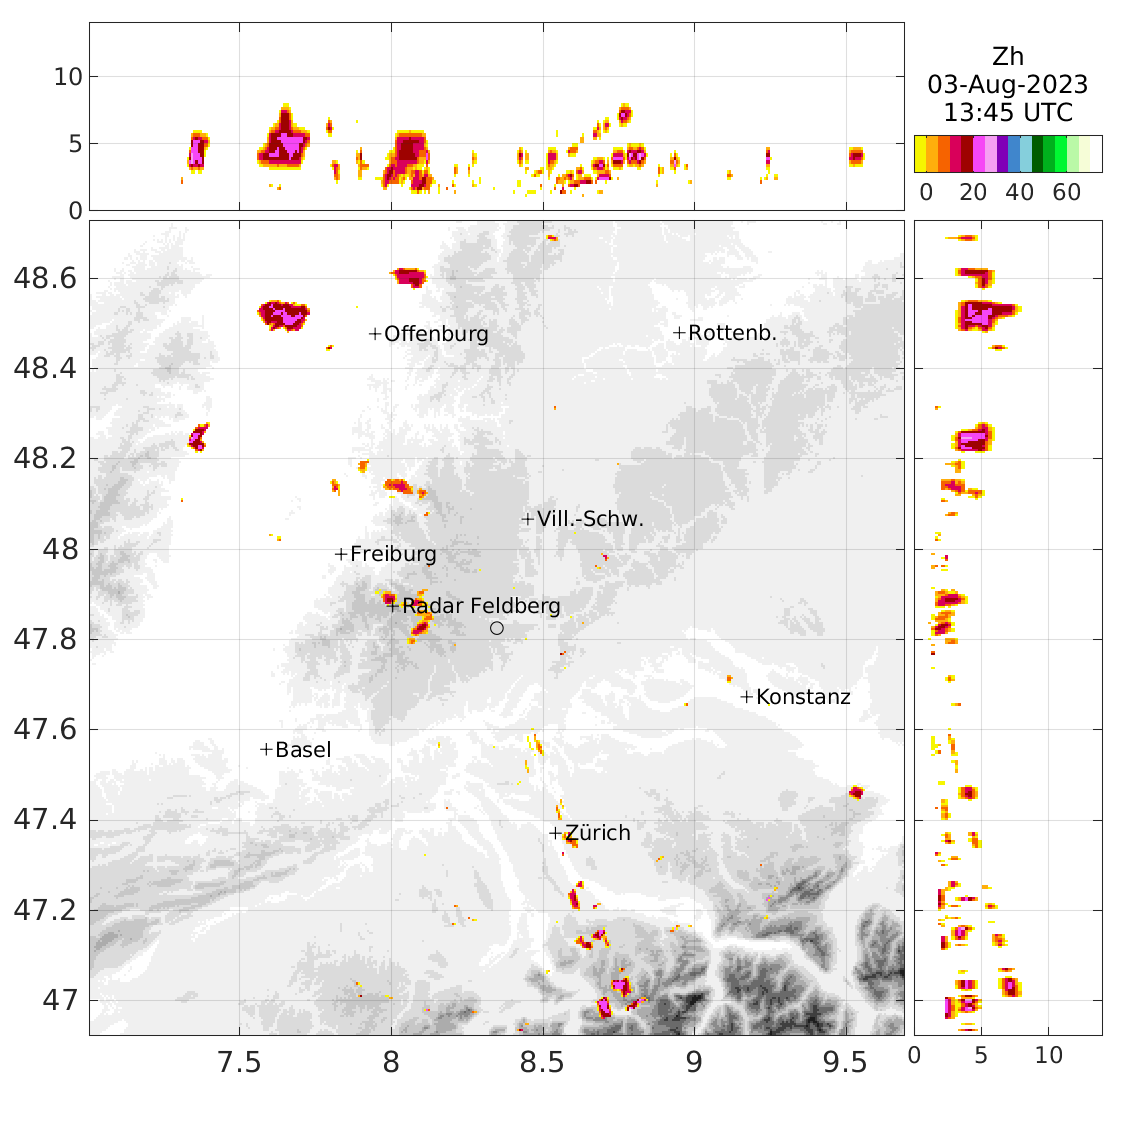 Zh
03-Aug-2023
13:45 UTC
0 20 40 60
10
5
0
48.6
48.4
48.2
48
47.8
47.6
47.4
47.2
47
Offenburg
Rottenb.
Vill.-Schw.
Freiburg
Radar Feldberg
Konstanz
Basel
Zürich
7.5 8 8.5 9 9.5
0 5 10